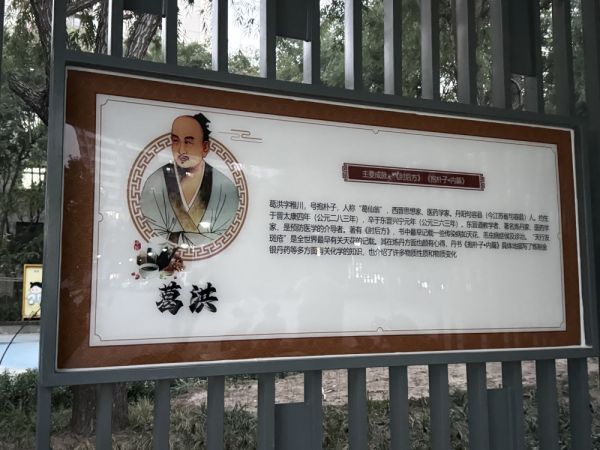 主要成就：《肘后方》《抱朴子•内篇》
葛洪字稚川，号抱朴子，人称“葛仙翁”，西晋思想家、医药学家，丹阳句容县（今江苏省句容县）人。约生
于晋太康四年（公元二八三年），卒于东晋兴宁元年（公元三六三年），东晋道教学者、著名炼丹家、医药学
家，是预防医学的介导者。著有《肘后方》，书中最早记载一些传染病如天花、恙虫病症候及诊治。“天行发
斑疮”是全世界最早有关天花的记载。其在炼丹方面也颇有心得，丹书《抱朴子•内篇》具体地描写了炼制金
银丹药等多方面有关化学的知识，也介绍了许多物质性质和物质变化
葛洪